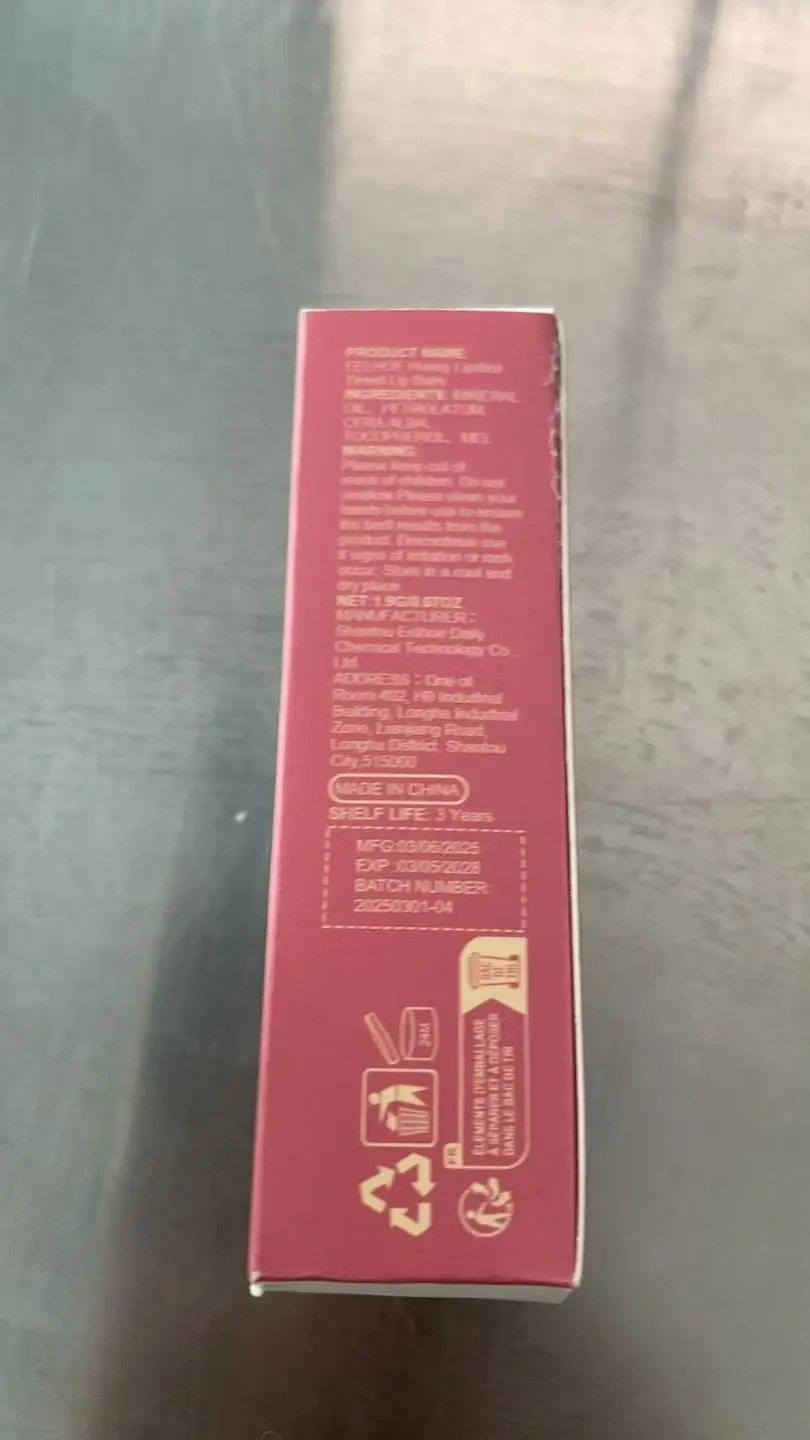 PRODUCT NAME:
EELHOE Honey Lipstick
Tinted Lip Balm
INGREDIENTS: MINERAL
OIL, PETROLATUM,
CERA ALBA,
TOCOPHEROL, MEL
WARNING:
Please keep out of
reach of children. Do not
swallow.Please clean your
hands before use to ensure
the best results from the
product. Discontinue use
if signs of irritation or rash
occur. Store in a cool and
dry place.
NET:1.9G/0.07OZ
MANUFACTURER:
Shantou Eelhoe Daily
Chemical Technology Co.,
Ltd
ADDRESS: One of
Room 402, Industrial
Building, Longhu Industrial
Zone, Lianjiang Road,
Longhu District, Shantou
City,515000
MADE IN CHINA
SHELF LIFE: 3 Years
MFG:03/06/2025
EXP :03/05/2028
BATCH NUMBER:
20250301-04
24M
BAC
DE
TRI
ÉLÉMENTS D'EMBALLAGE
À SÉPARER ET À DÉPOSER
DANS LE BAC DE TRI
FR